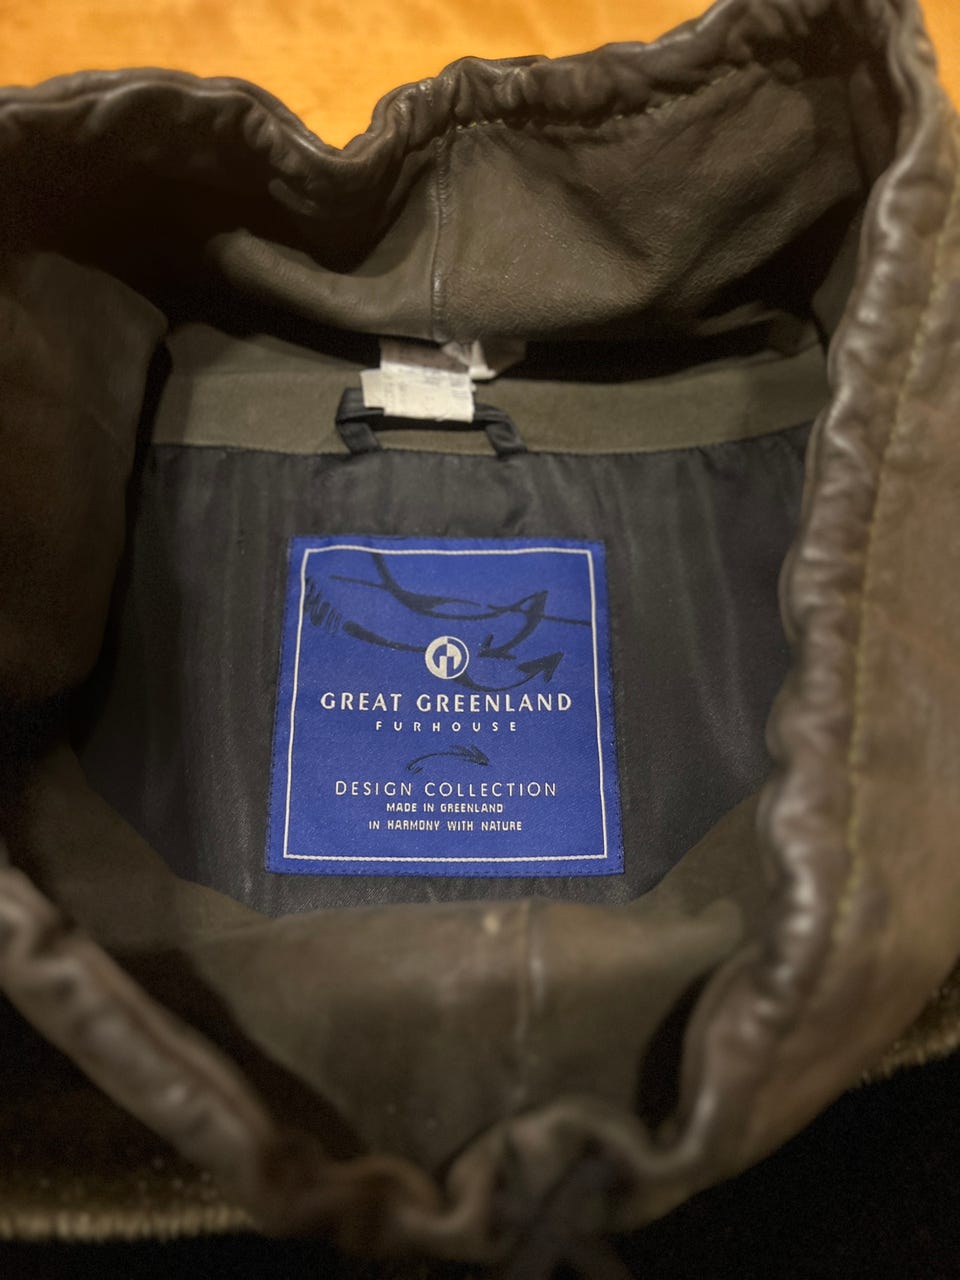 GREAT GREENLAND
FURHOUSE
DESIGN COLLECTION
MADE IN GREENLAND
IN HARMONY WITH NATURE